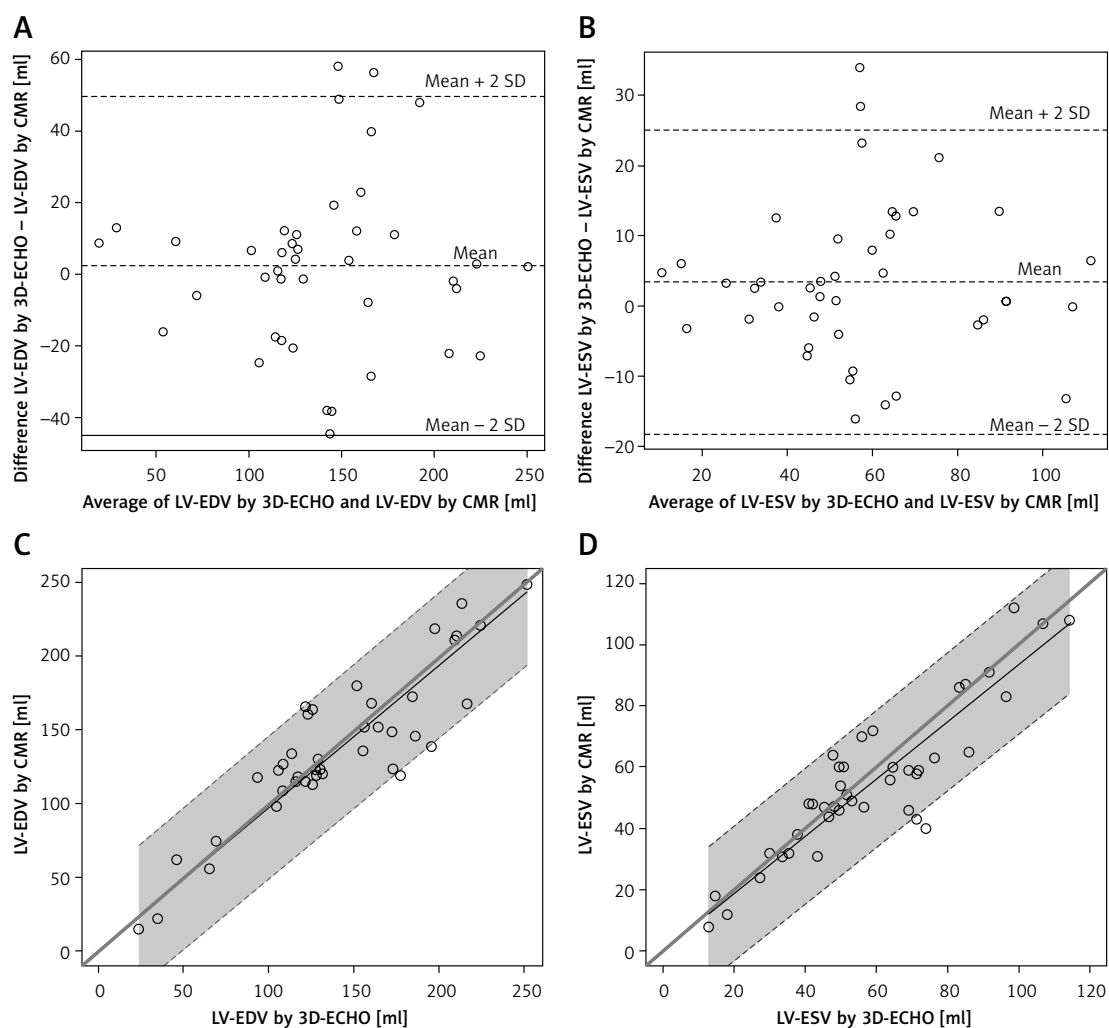 A
Difference LV-EDV by 3D-ECHO – LV-EDV by CMR [ml]
60
40
20
0
–20
–40
Mean + 2 SD
Mean
Mean – 2 SD
50
100
150
200
250
Average of LV-EDV by 3D-ECHO and LV-EDV by CMR [ml]
B
Difference LV-ESV by 3D-ECHO – LV-ESV by CMR [ml]
30
20
10
0
–10
–20
Mean + 2 SD
Mean
Mean – 2 SD
20
40
60
80
100
Average of LV-ESV by 3D-ECHO and LV-ESV by CMR [ml]
C
LV-EDV by CMR [ml]
250
200
150
100
50
0
0
50
100
150
200
250
LV-EDV by 3D-ECHO [ml]
D
LV-ESV by CMR [ml]
120
100
80
60
40
20
0
0
20
40
60
80
100
120
LV-ESV by 3D-ECHO [ml]